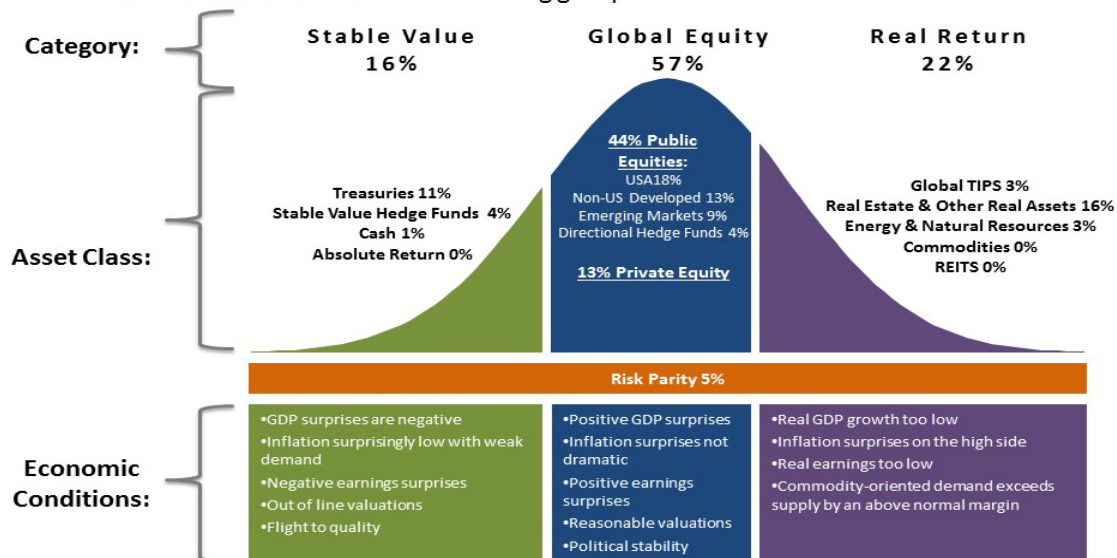 Category:
Stable Value
16%
Global Equity
57%
Real Return
22%
Asset Class:
Treasuries 11%
Stable Value Hedge Funds 4%
Cash 1%
Absolute Return 0%
44% Public
Equities:
USA18%
Non-US Developed 13%
Emerging Markets 9%
Directional Hedge Funds 4%
13% Private Equity
Global TIPS 3%
Real Estate & Other Real Assets 16%
Energy & Natural Resources 3%
Commodities 0%
REITS 0%
Risk Parity 5%
Economic
Conditions:
•GDP surprises are negative
•Inflation surprisingly low with weak
demand
•Negative earnings surprises
•Out of line valuations
•Flight to quality
•Positive GDP surprises
•Inflation surprises not
dramatic
•Positive earnings
surprises
•Reasonable valuations
•Political stability
•Real GDP growth too low
•Inflation surprises on the high side
•Real earnings too low
•Commodity-oriented demand exceeds
supply by an above normal margin